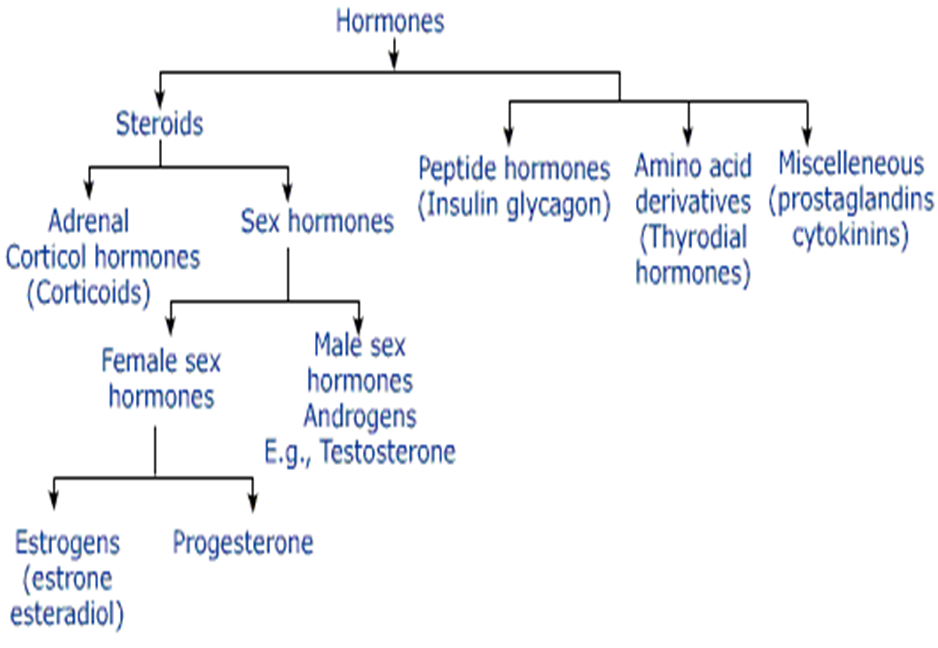 Hormones
Steroids
Peptide hormones
(Insulin glycagon)
Amino acid
derivatives
(Thyrodial
hormones)
Miscelleneous
(prostaglandins
cytokinins)
Adrenal
Corticol hormones
(Corticoids)
Sex hormones
Female sex
hormones
Male sex
hormones
Androgens
E.g., Testosterone
Estrogens
(estrone
esteradiol)
Progesterone